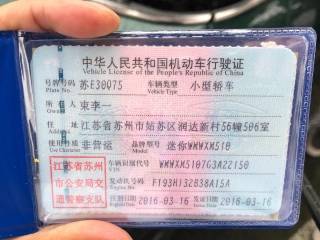 中华人民共和国机动车行驶证
Vehicle License of the People's Republic of China
号牌号码 苏E30Q75 车辆类型 小型轿车
Plate No. Vehicle Type
所有人 束李一
住址 江苏省苏州市姑苏区润达新村56幢506室
使用性质 非营运 品牌型号 迷你WMWXM510
Use Character
江苏省苏州
市公安局交
通警察支队
车辆识别代号 WMWXM5107G3A22150
VIN
发动机号码 F193H132B38A15A
Engine No.
注册日期 2016-03-16 发证日期 2016-03-16